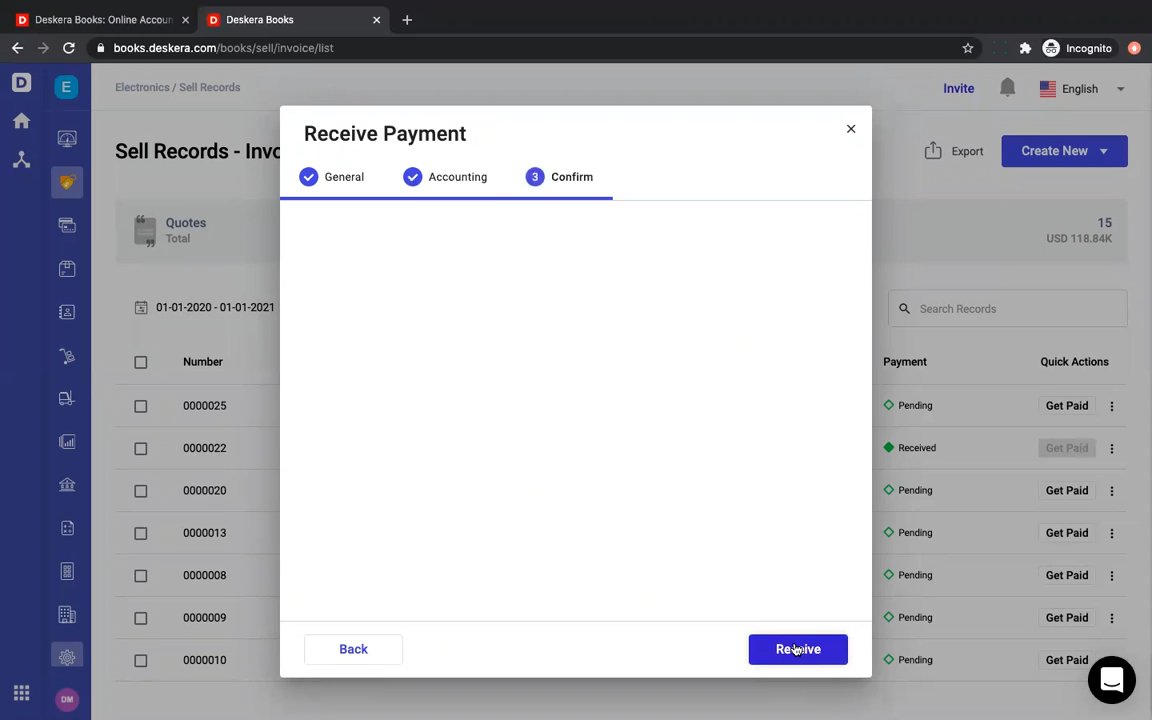 Deskera Books: Online Accoun
Deskera Books
books.deskera.com/books/sell/invoice/list
Incognito
D
E
Electronics / Sell Records
Invite
English
Sell Records - Invo
Export
Create New
Receive Payment
General
Accounting
3 Confirm
Quotes
Total
15
USD 118.84K
01-01-2020 - 01-01-2021
Search Records
Number
Payment
Quick Actions
0000025
Pending
Get Paid
0000022
Received
Get Paid
0000020
Pending
Get Paid
0000013
Pending
Get Paid
0000008
Pending
Get Paid
0000009
Pending
Get Paid
0000010
Pending
Get Paid
Back
Receive
DM